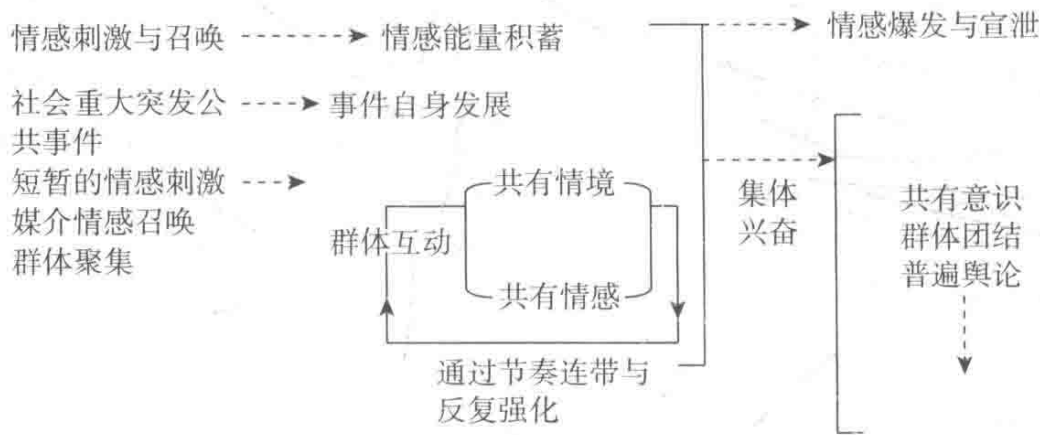 情感刺激与召唤
情感能量积蓄
情感爆发与宣泄
社会重大突发公
共事件
事件自身发展
短暂的情感刺激
媒介情感召唤
群体聚集
群体互动
共有情境
共有情感
通过节奏连带与
反复强化
集体
兴奋
共有意识
群体团结
普遍舆论